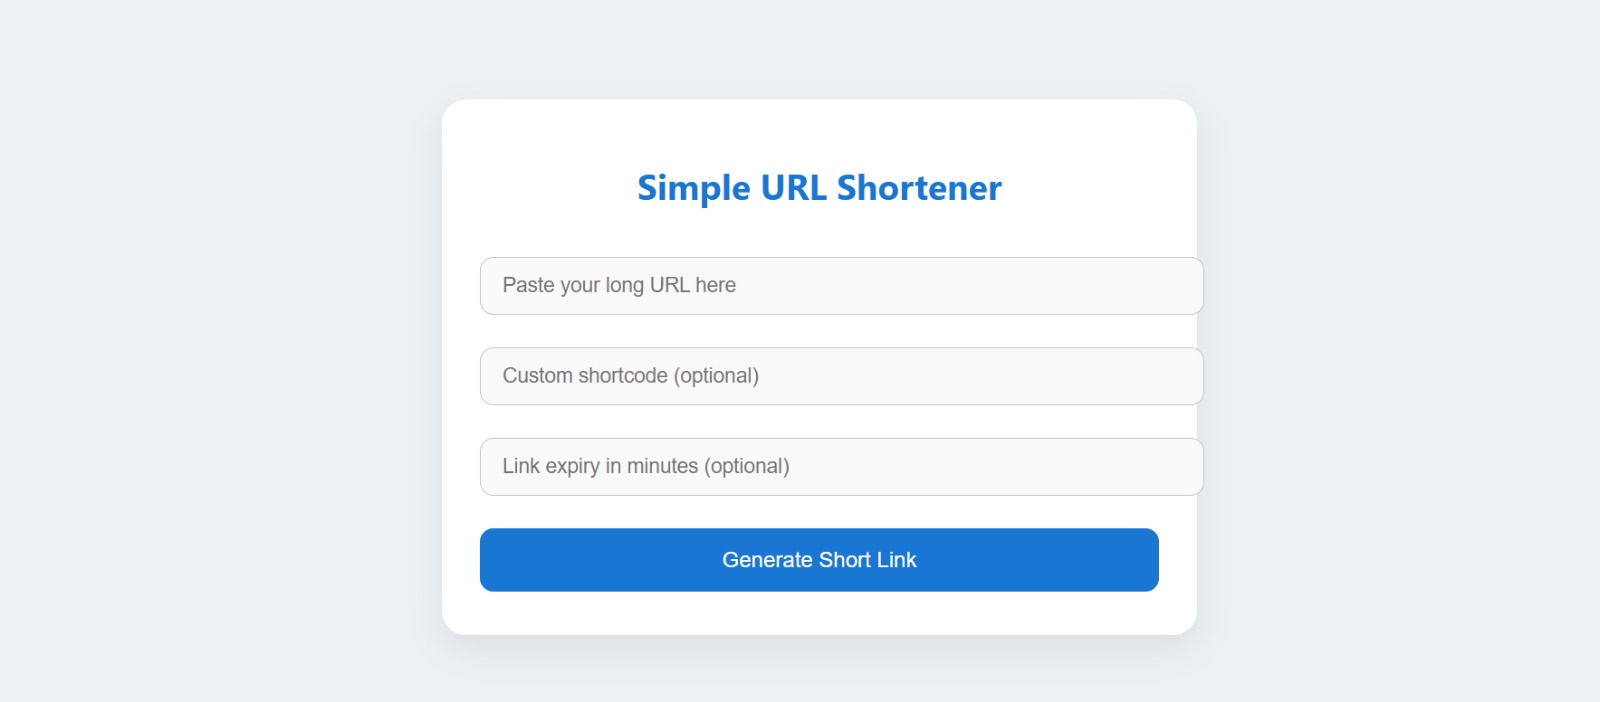 Simple URL Shortener
Paste your long URL here
Custom shortcode (optional)
Link expiry in minutes (optional)
Generate Short Link